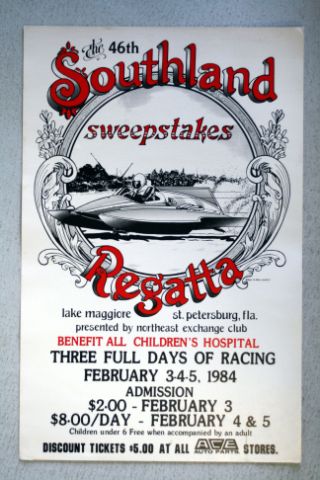 the 46th
Southland
sweepstakes
Regatta
lake maggiore st. petersburg, fla.
presented by northeast exchange club
BENEFIT ALL CHILDREN'S HOSPITAL
THREE FULL DAYS OF RACING
FEBRUARY 3-4-5, 1984
ADMISSION
$2.00 - FEBRUARY 3
$8.00/DAY - FEBRUARY 4 & 5
Children under 6 Free when accompanied by an adult
DISCOUNT TICKETS $5.00 AT ALL ACE AUTO PARTS STORES.